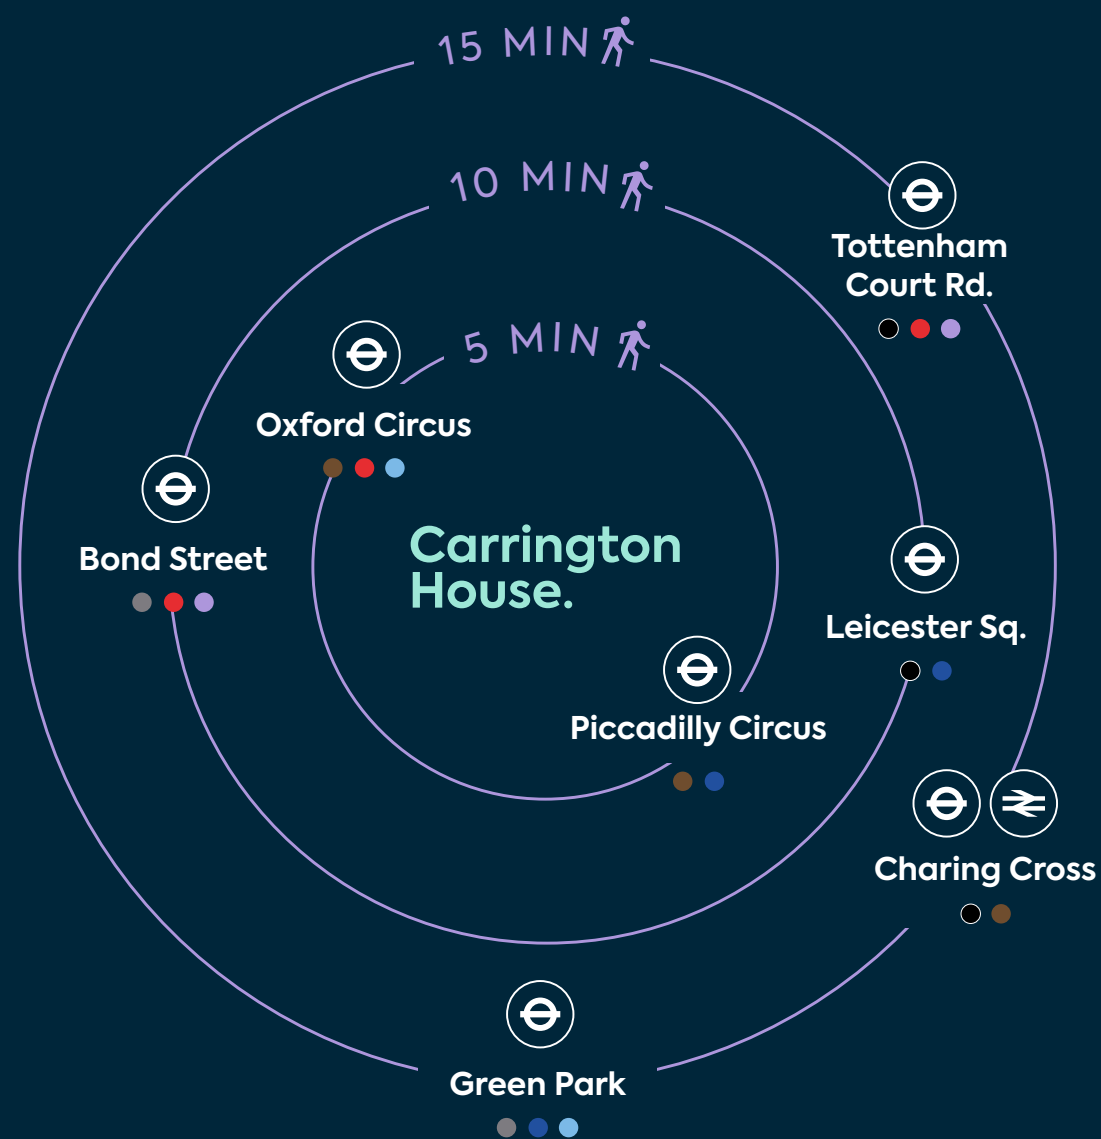 15 MIN
10 MIN
Tottenham
Court Rd.
5 MIN
Oxford Circus
Carrington
House.
Bond Street
Leicester Sq.
Piccadilly Circus
Charing Cross
Green Park